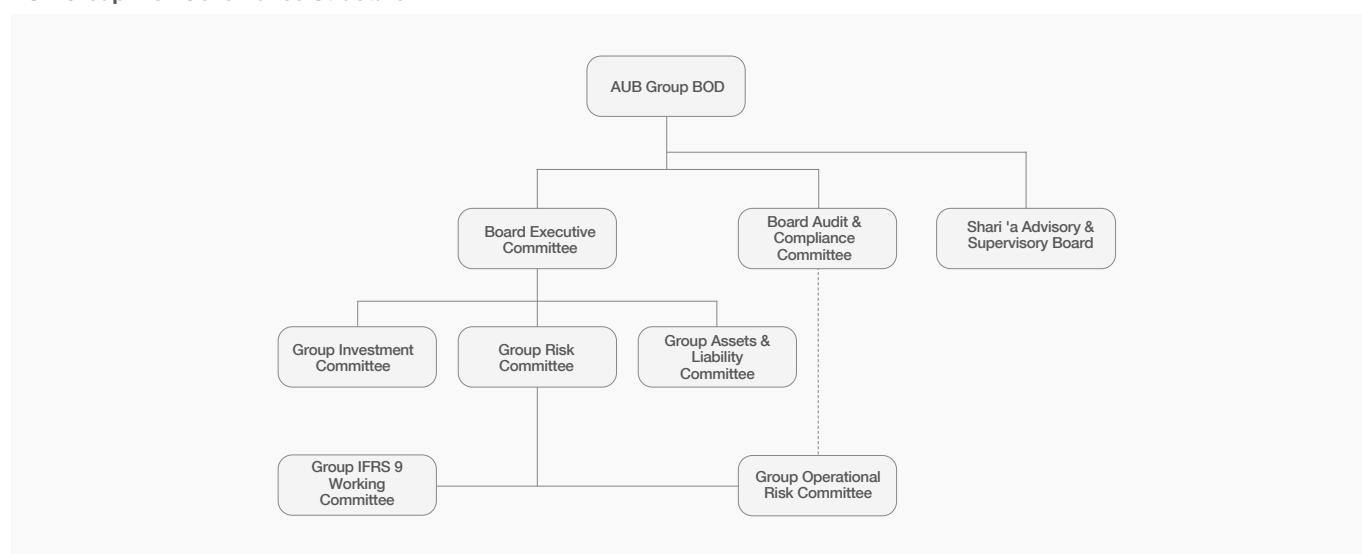 AUB Group BOD
Board Executive
Committee
Board Audit &
Compliance
Committee
Shari 'a Advisory &
Supervisory Board
Group Investment
Committee
Group Risk
Committee
Group Assets &
Liability
Committee
Group IFRS 9
Working
Committee
Group Operational
Risk Committee